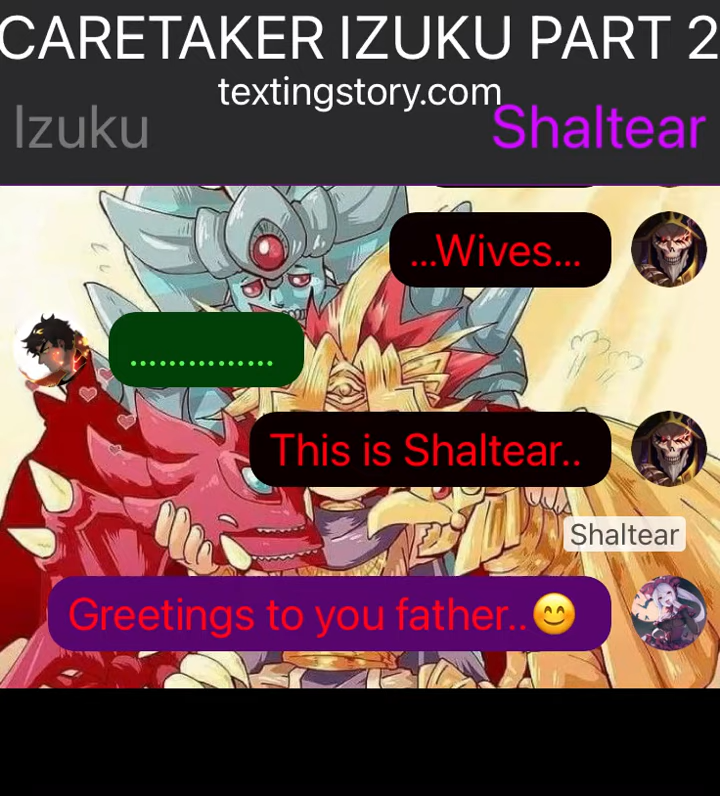 CARETAKER IZUKU PART 2
textingstory.com
Izuku
Shaltear
...Wives...
...............
This is Shaltear..
Shaltear
Greetings to you father..😊